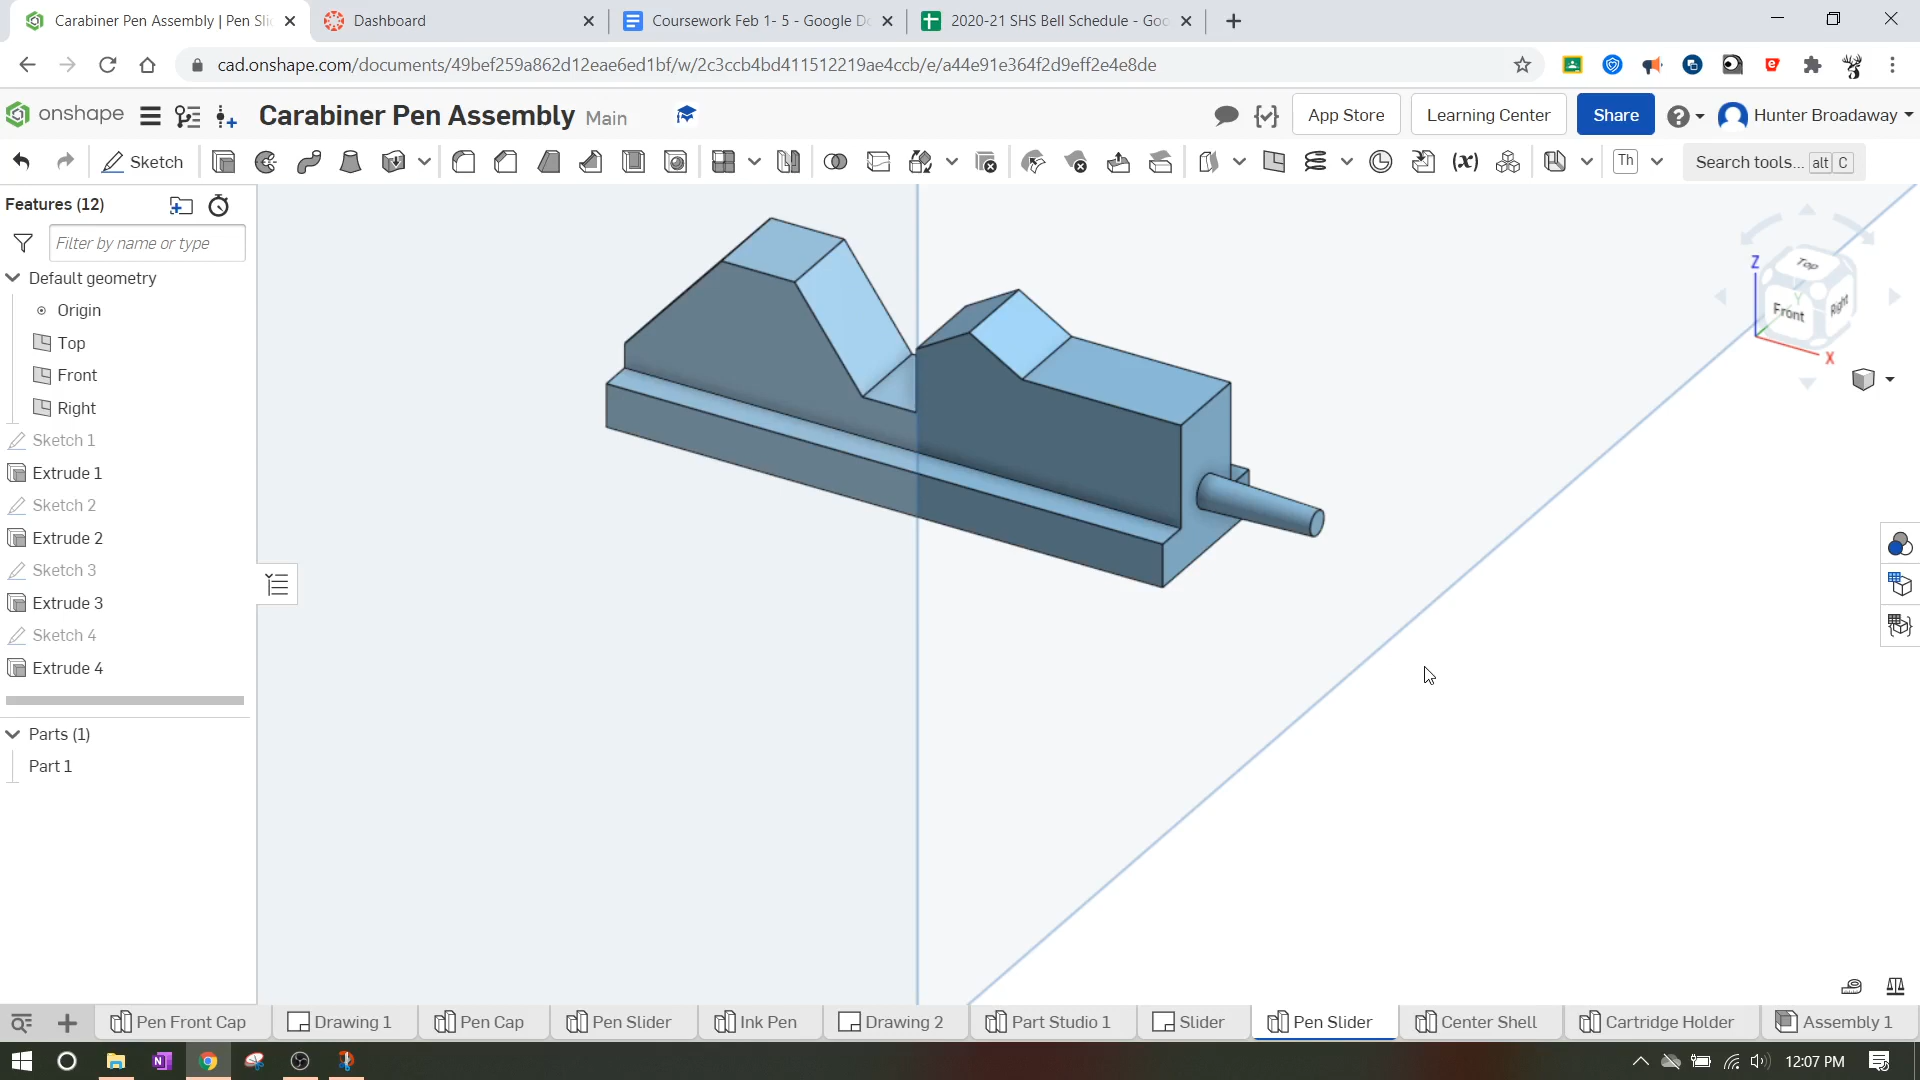 Carabiner Pen Assembly | Pen Slic
Dashboard
Coursework Feb 1- 5 - Google Do
2020-21 SHS Bell Schedule - Goo
cad.onshape.com/documents/49bef259a862d12eae6ed1bf/w/2c3ccb4bd411512219ae4ccb/e/a44e91e364f2d9eff2e4e8de
onshape
Carabiner Pen Assembly Main
App Store
Learning Center
Share
Hunter Broadaway
Sketch
(x)
Th
Search tools... alt C
Features (12)
Filter by name or type
Default geometry
Origin
Top
Front
Right
Sketch 1
Extrude 1
Sketch 2
Extrude 2
Sketch 3
Extrude 3
Sketch 4
Extrude 4
Parts (1)
Part 1
Z
Top
Y
Front
Right
X
Pen Front Cap
Drawing 1
Pen Cap
Pen Slider
Ink Pen
Drawing 2
Part Studio 1
Slider
Pen Slider
Center Shell
Cartridge Holder
Assembly 1
12:07 PM